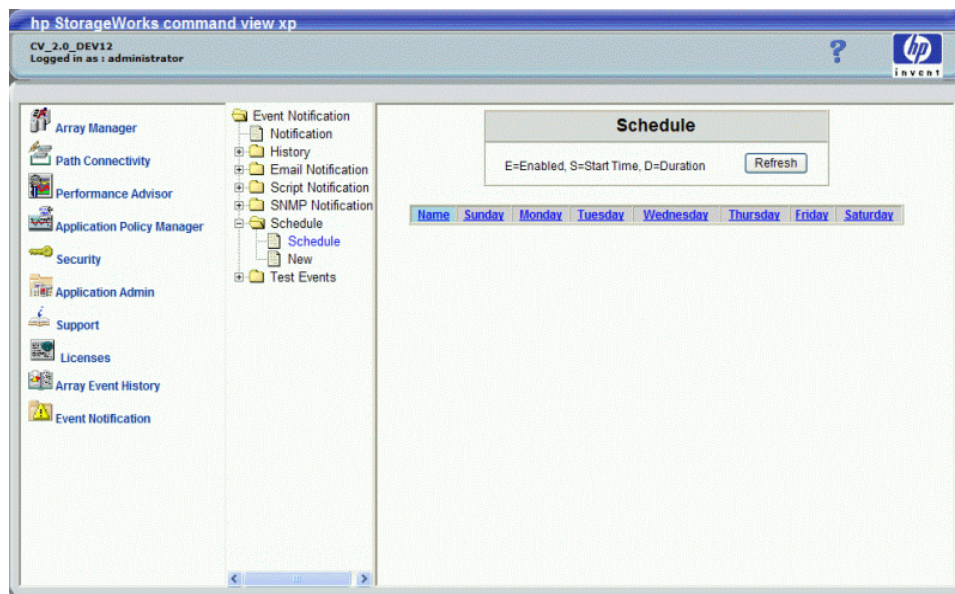 hp StorageWorks command view xp
CV_2.0_DEV12
Logged in as : administrator
?
hp
invent
Array Manager
Path Connectivity
Performance Advisor
Application Policy Manager
Security
Application Admin
Support
Licenses
Array Event History
Event Notification
Event Notification
Notification
History
Email Notification
Script Notification
SNMP Notification
Schedule
Schedule
New
Test Events
Schedule
E=Enabled, S=Start Time, D=Duration
Refresh
Name Sunday Monday Tuesday Wednesday Thursday Friday Saturday